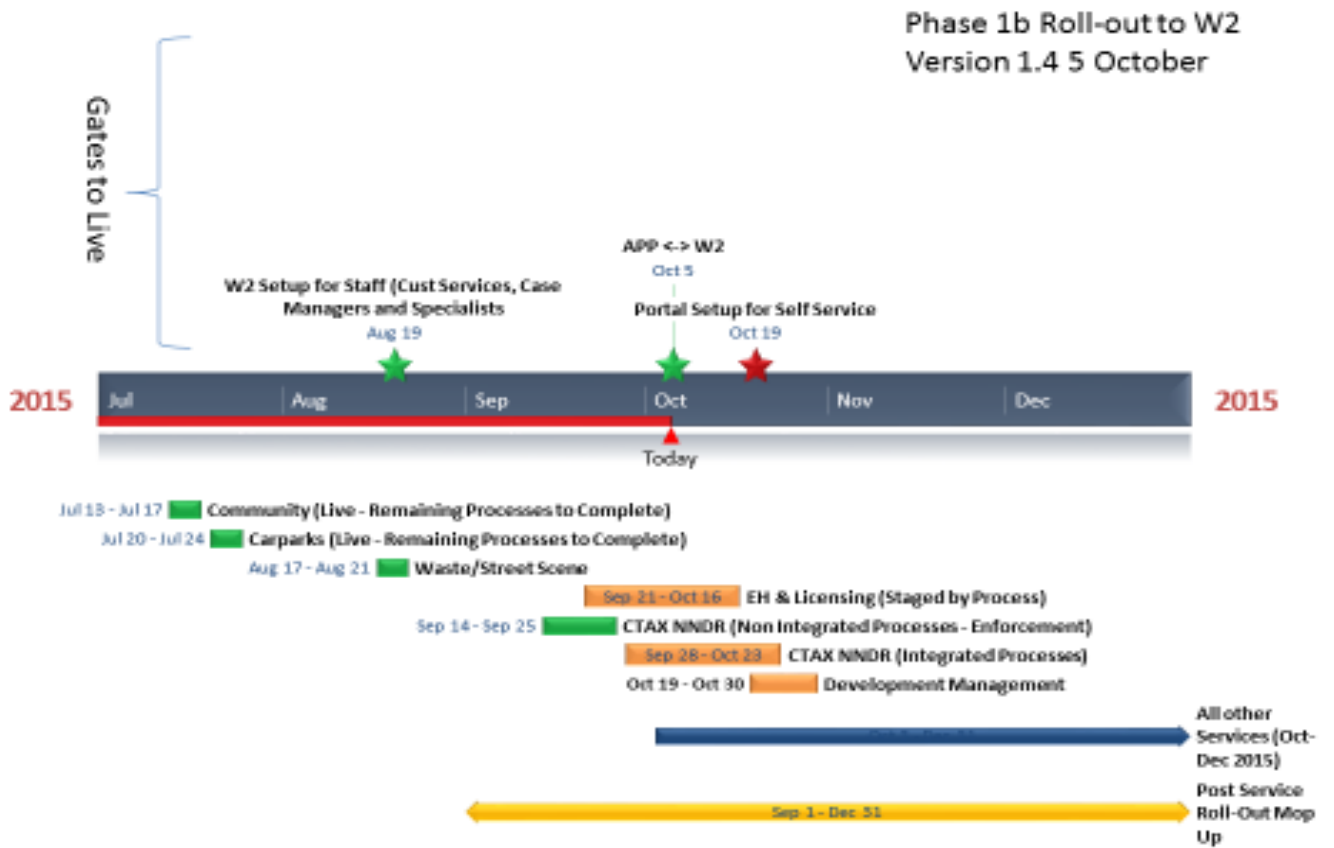 Phase 1b Roll-out to W2
Version 1.4 5 October
Gates to Live
APP <-> W2
Oct 5
W2 Setup for Staff (Cust Services, Case
Managers and Specialists
Aug 19
Portal Setup for Self Service
Oct 19
2015
Jul
Aug
Sep
Oct
Nov
Dec
2015
Today
Jul 13 - Jul 17
Community (Live - Remaining Processes to Complete)
Jul 20 - Jul 24
Carparks (Live - Remaining Processes to Complete)
Aug 17 - Aug 21
Waste/Street Scene
Sep 21 - Oct 16
EH & Licensing (Staged by Process)
Sep 14 - Sep 25
CTAX NNDR (Non Integrated Processes - Enforcement)
Sep 28 - Oct 23
CTAX NNDR (Integrated Processes)
Oct 19 - Oct 30
Development Management
All other
Services (Oct-
Dec 2015)
Sep 1 - Dec 31
Post Service
Roll-Out Mop
Up